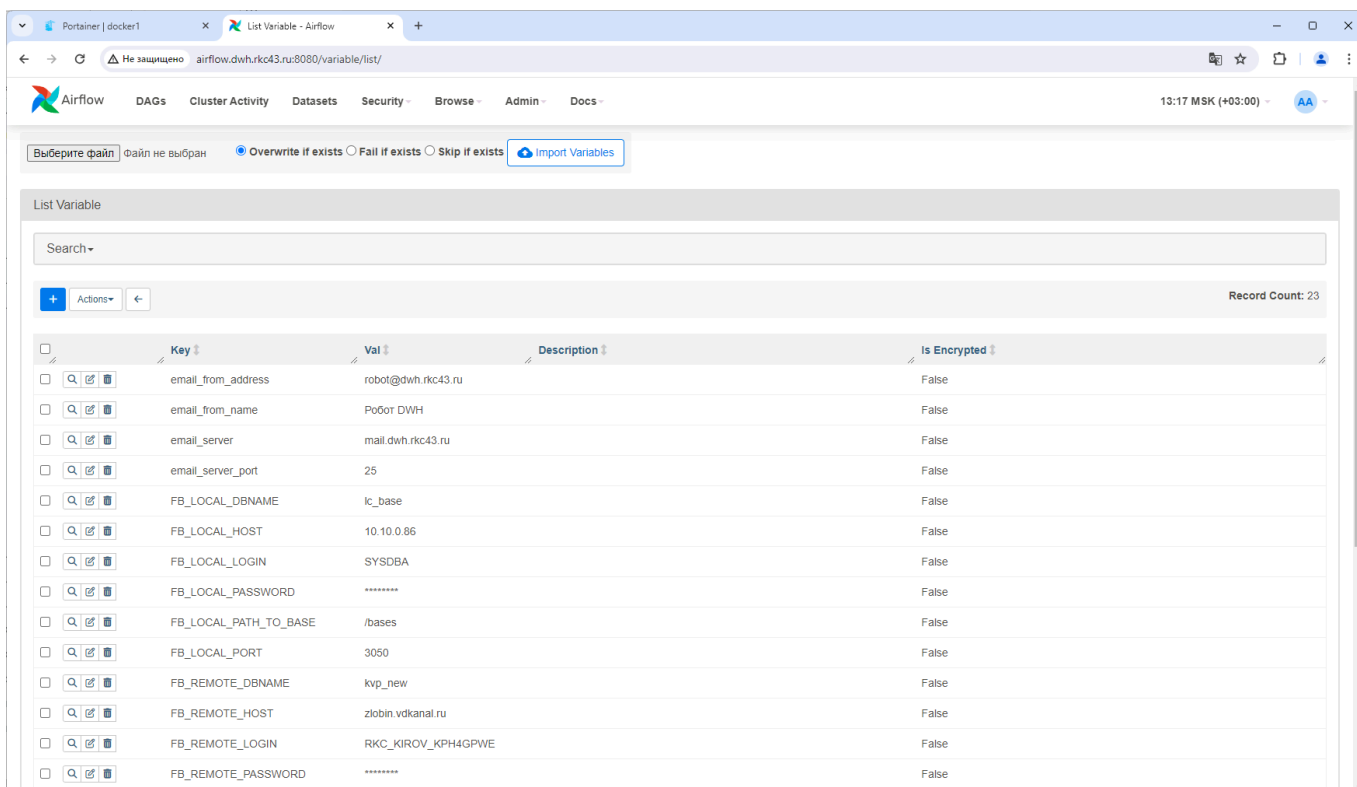 Portainer | docker1
List Variable - Airflow
Не защищено airflow.dwh.rkc43.ru:8080/variable/list/
Airflow DAGs Cluster Activity Datasets Security Browse Admin Docs 13:17 MSK (+03:00) AA
Выберите файл Файл не выбран Overwrite if exists Fail if exists Skip if exists Import Variables
List Variable
Search
+ Actions Record Count: 23
Key Val Description Is Encrypted
email_from_address robot@dwh.rkc43.ru False
email_from_name Робот DWH False
email_server mail.dwh.rkc43.ru False
email_server_port 25 False
FB_LOCAL_DBNAME lc_base False
FB_LOCAL_HOST 10.10.0.86 False
FB_LOCAL_LOGIN SYSDBA False
FB_LOCAL_PASSWORD ******** False
FB_LOCAL_PATH_TO_BASE /bases False
FB_LOCAL_PORT 3050 False
FB_REMOTE_DBNAME kvp_new False
FB_REMOTE_HOST zlobin.vdkanal.ru False
FB_REMOTE_LOGIN RKC_KIROV_KPH4GPWE False
FB_REMOTE_PASSWORD ******** False